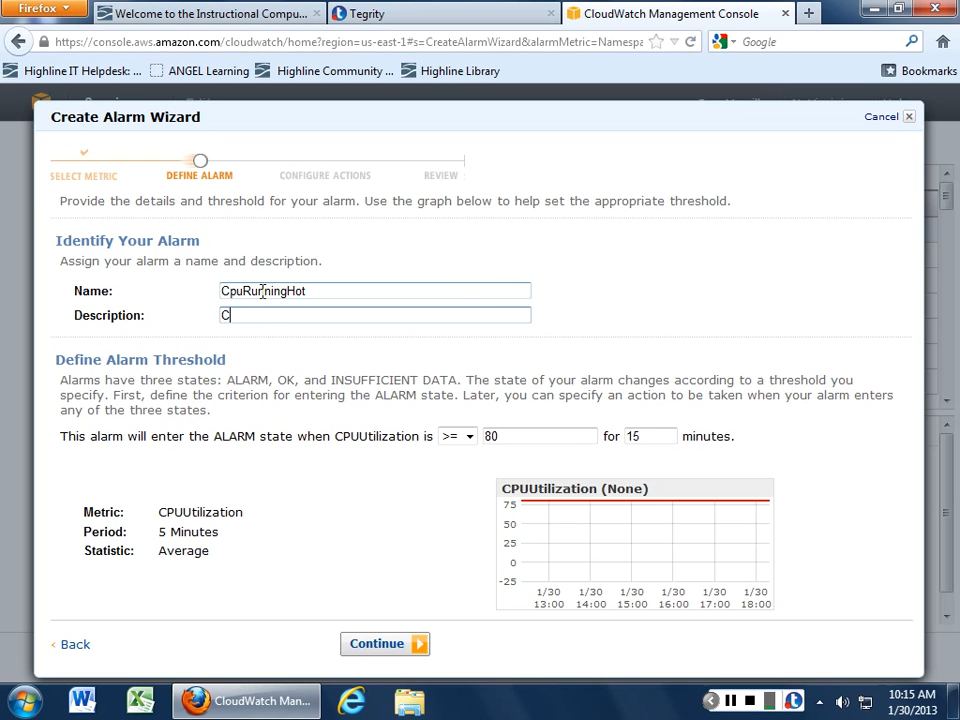 Firefox
Welcome to the Instructional Compu...
Tegrity
CloudWatch Management Console
https://console.aws.amazon.com/cloudwatch/home?region=us-east-1#s=CreateAlarmWizard&alarmMetric=Namespa
Google
Highline IT Helpdesk: ...
ANGEL Learning
Highline Community ...
Highline Library
Bookmarks
Create Alarm Wizard
Cancel
SELECT METRIC
DEFINE ALARM
CONFIGURE ACTIONS
REVIEW
Provide the details and threshold for your alarm. Use the graph below to help set the appropriate threshold.
Identify Your Alarm
Assign your alarm a name and description.
Name: CpuRunningHot
Description: C
Define Alarm Threshold
Alarms have three states: ALARM, OK, and INSUFFICIENT DATA. The state of your alarm changes according to a threshold you
specify. First, define the criterion for entering the ALARM state. Later, you can specify an action to be taken when your alarm enters
any of the three states.
This alarm will enter the ALARM state when CPUUtilization is >= 80 for 15 minutes.
CPUUtilization (None)
75
50
25
0
-25
1/30 1/30 1/30 1/30 1/30 1/30
13:00 14:00 15:00 16:00 17:00 18:00
Metric: CPUUtilization
Period: 5 Minutes
Statistic: Average
Back
Continue
CloudWatch Man...
10:15 AM
1/30/2013